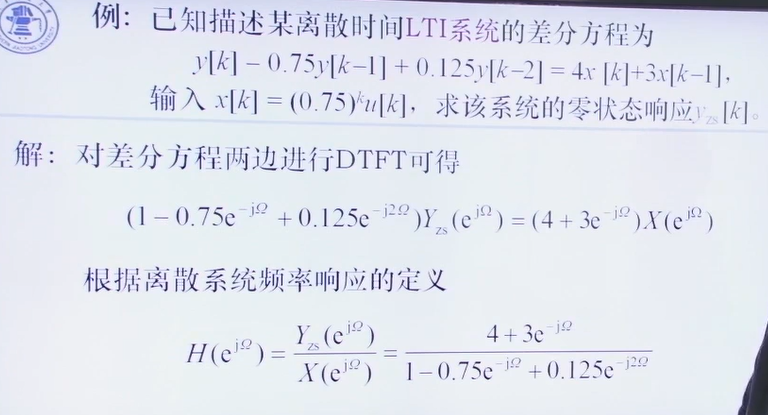 例：已知描述某离散时间LTI系统的差分方程为
y[k] − 0.75y[k−1] + 0.125y[k−2] = 4x [k]+3x[k−1],
输入 x[k] = (0.75)ᵏu[k]，求该系统的零状态响应y_zs [k]。
解：对差分方程两边进行DTFT可得
(1 − 0.75e^{−jΩ} + 0.125e^{−j2Ω})Y_zs(e^{jΩ}) = (4 + 3e^{−jΩ})X(e^{jΩ})
根据离散系统频率响应的定义
H(e^{jΩ}) = Y_zs(e^{jΩ}) / X(e^{jΩ}) = (4 + 3e^{−jΩ}) / (1 − 0.75e^{−jΩ} + 0.125e^{−j2Ω})